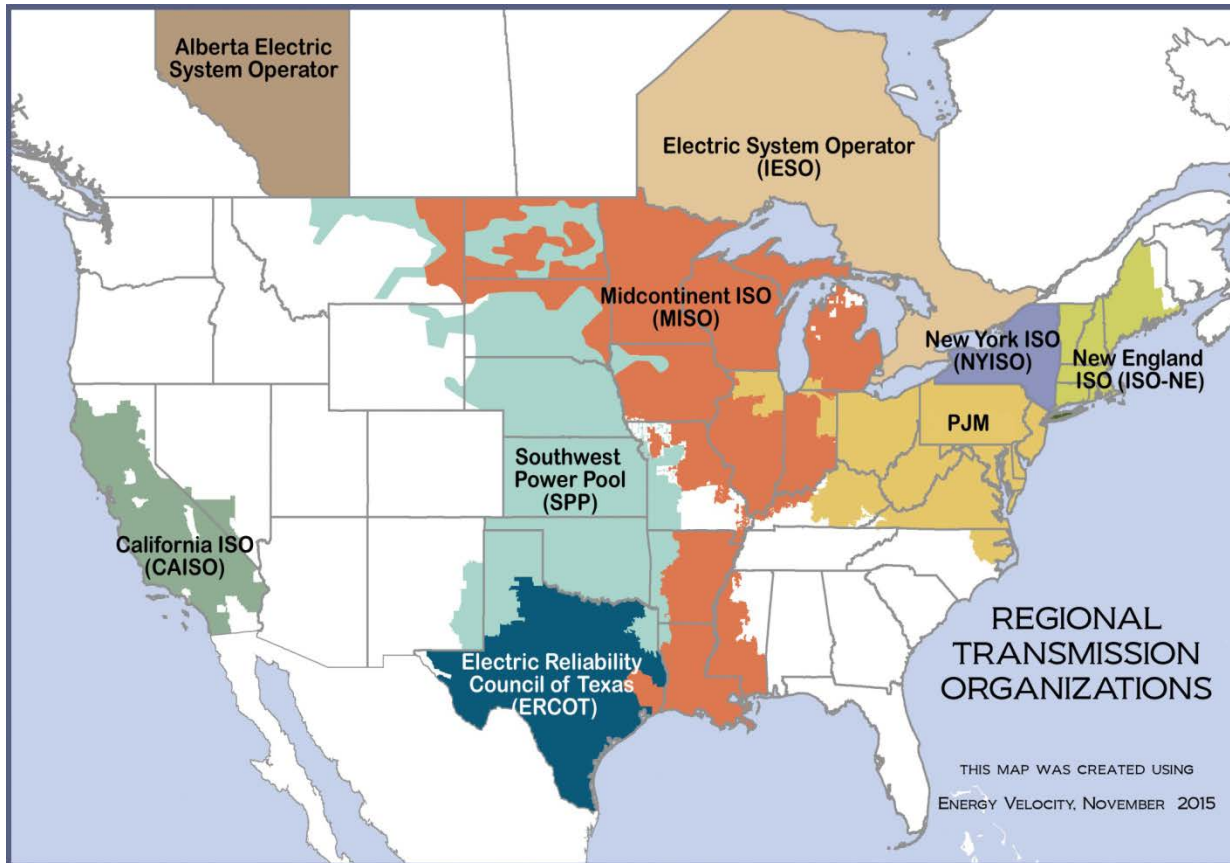 Alberta Electric
System Operator
Electric System Operator
(IESO)
Midcontinent ISO
(MISO)
New York ISO
(NYISO)
New England
ISO (ISO-NE)
PJM
Southwest
Power Pool
(SPP)
California ISO
(CAISO)
Electric Reliability
Council of Texas
(ERCOT)
REGIONAL
TRANSMISSION
ORGANIZATIONS
THIS MAP WAS CREATED USING
ENERGY VELOCITY, NOVEMBER 2015